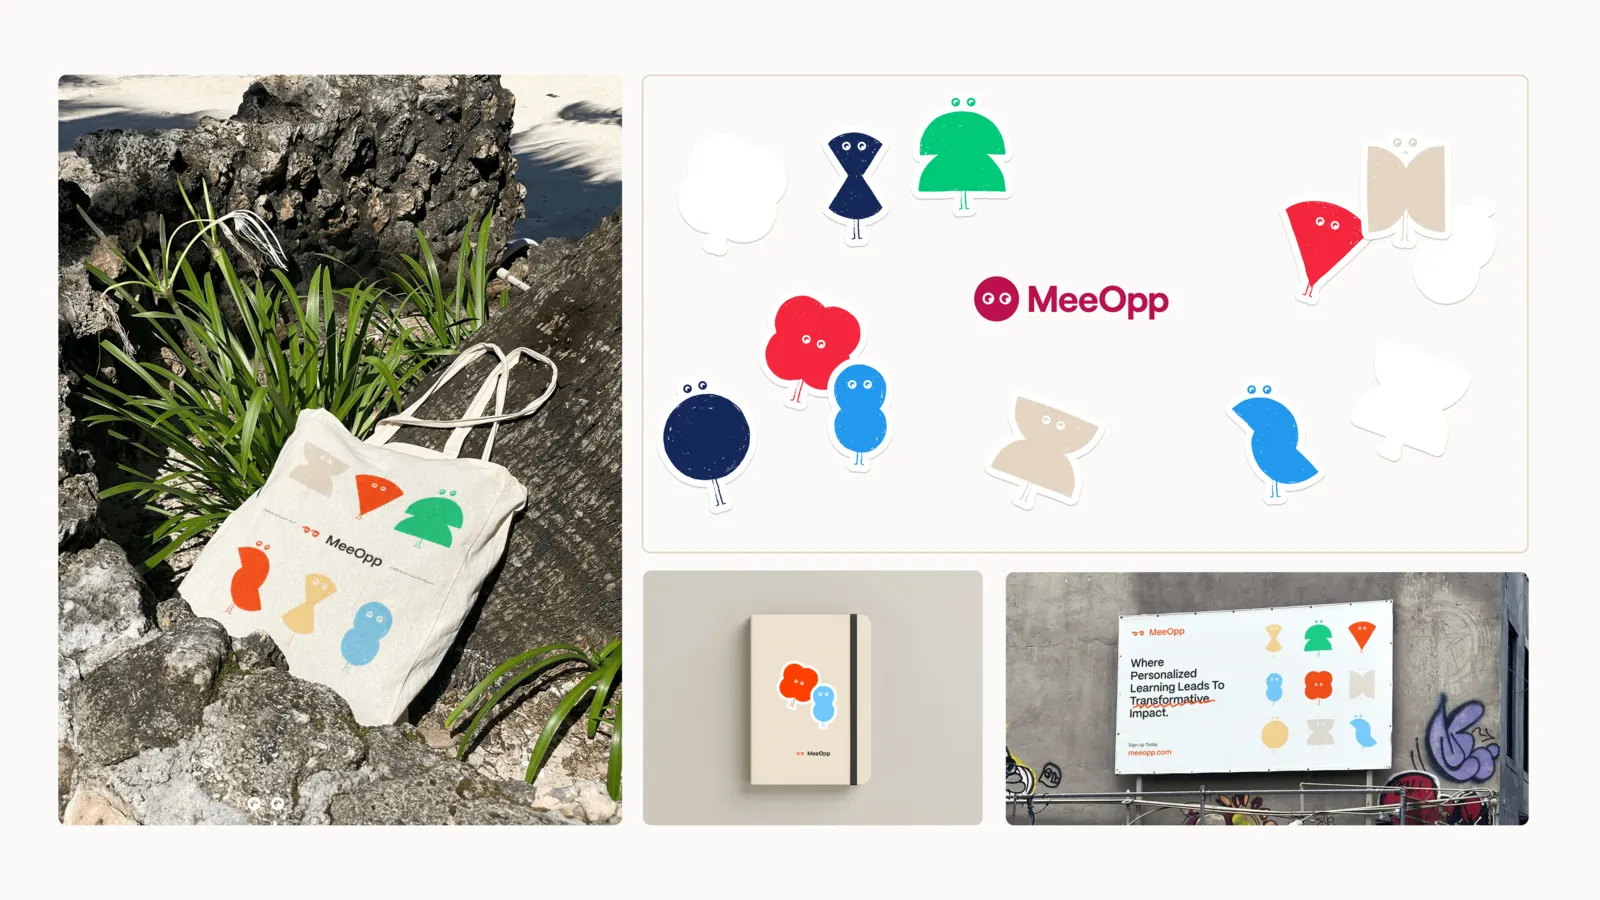 MeeOpp
MeeOpp
MeeOpp
MeeOpp
Where
Personalized
Learning Leads To
Transformative
Impact.
Sign Up Today
meeopp.com